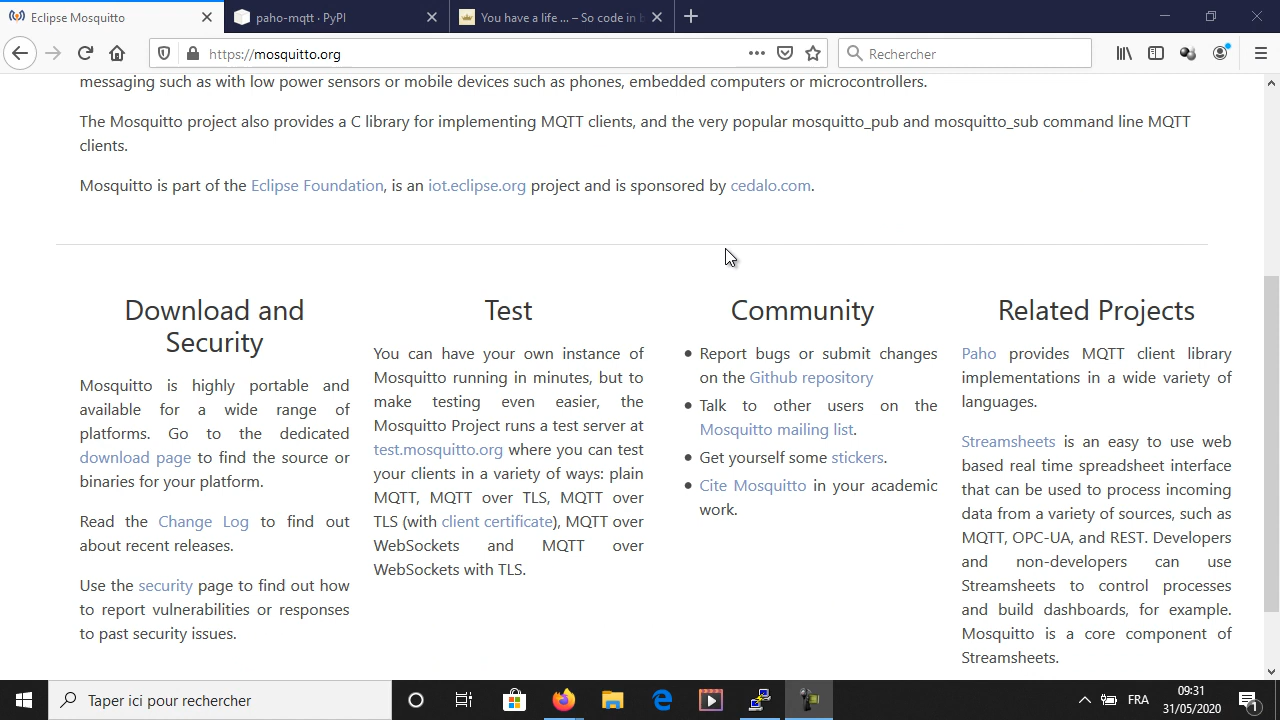 Eclipse Mosquitto
paho-mqtt · PyPI
You have a life ... – So code in b
https://mosquitto.org
Rechercher
messaging such as with low power sensors or mobile devices such as phones, embedded computers or microcontrollers.
The Mosquitto project also provides a C library for implementing MQTT clients, and the very popular mosquitto_pub and mosquitto_sub command line MQTT
clients.
Mosquitto is part of the Eclipse Foundation, is an iot.eclipse.org project and is sponsored by cedalo.com.
Download and
Security
Mosquitto is highly portable and
available for a wide range of
platforms. Go to the dedicated
download page to find the source or
binaries for your platform.
Read the Change Log to find out
about recent releases.
Use the security page to find out how
to report vulnerabilities or responses
to past security issues.
Test
You can have your own instance of
Mosquitto running in minutes, but to
make testing even easier, the
Mosquitto Project runs a test server at
test.mosquitto.org where you can test
your clients in a variety of ways: plain
MQTT, MQTT over TLS, MQTT over
TLS (with client certificate), MQTT over
WebSockets and MQTT over
WebSockets with TLS.
Community
• Report bugs or submit changes
on the Github repository
• Talk to other users on the
Mosquitto mailing list.
• Get yourself some stickers.
• Cite Mosquitto in your academic
work.
Related Projects
Paho provides MQTT client library
implementations in a wide variety of
languages.
Streamsheets is an easy to use web
based real time spreadsheet interface
that can be used to process incoming
data from a variety of sources, such as
MQTT, OPC-UA, and REST. Developers
and non-developers can use
Streamsheets to control processes
and build dashboards, for example.
Mosquitto is a core component of
Streamsheets.
Taper ici pour rechercher
FRA
09:31
31/05/2020
1